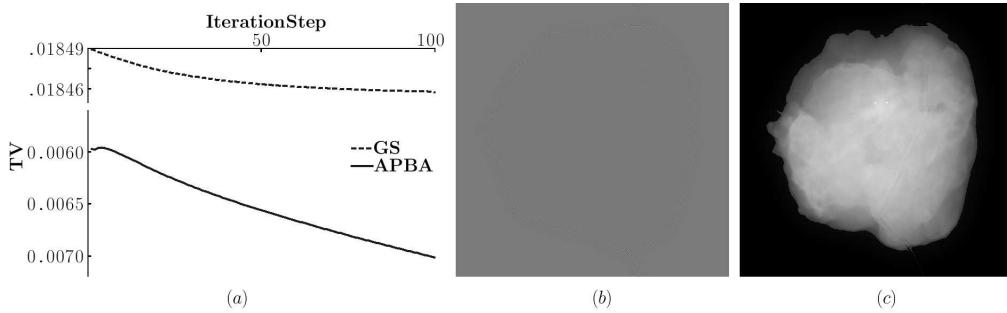 IterationStep
50 100
.01849
.01846
TV
0.0060
0.0065
0.0070
GS
APBA
(a) (b) (c)